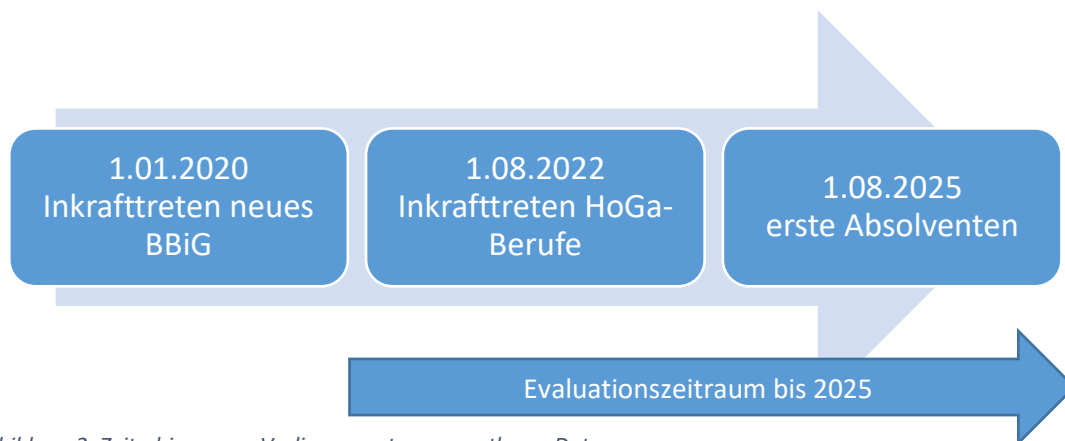 1.01.2020
Inkrafttreten neues
BBiG
1.08.2022
Inkrafttreten HoGa-
Berufe
1.08.2025
erste Absolventen
Evaluationszeitraum bis 2025